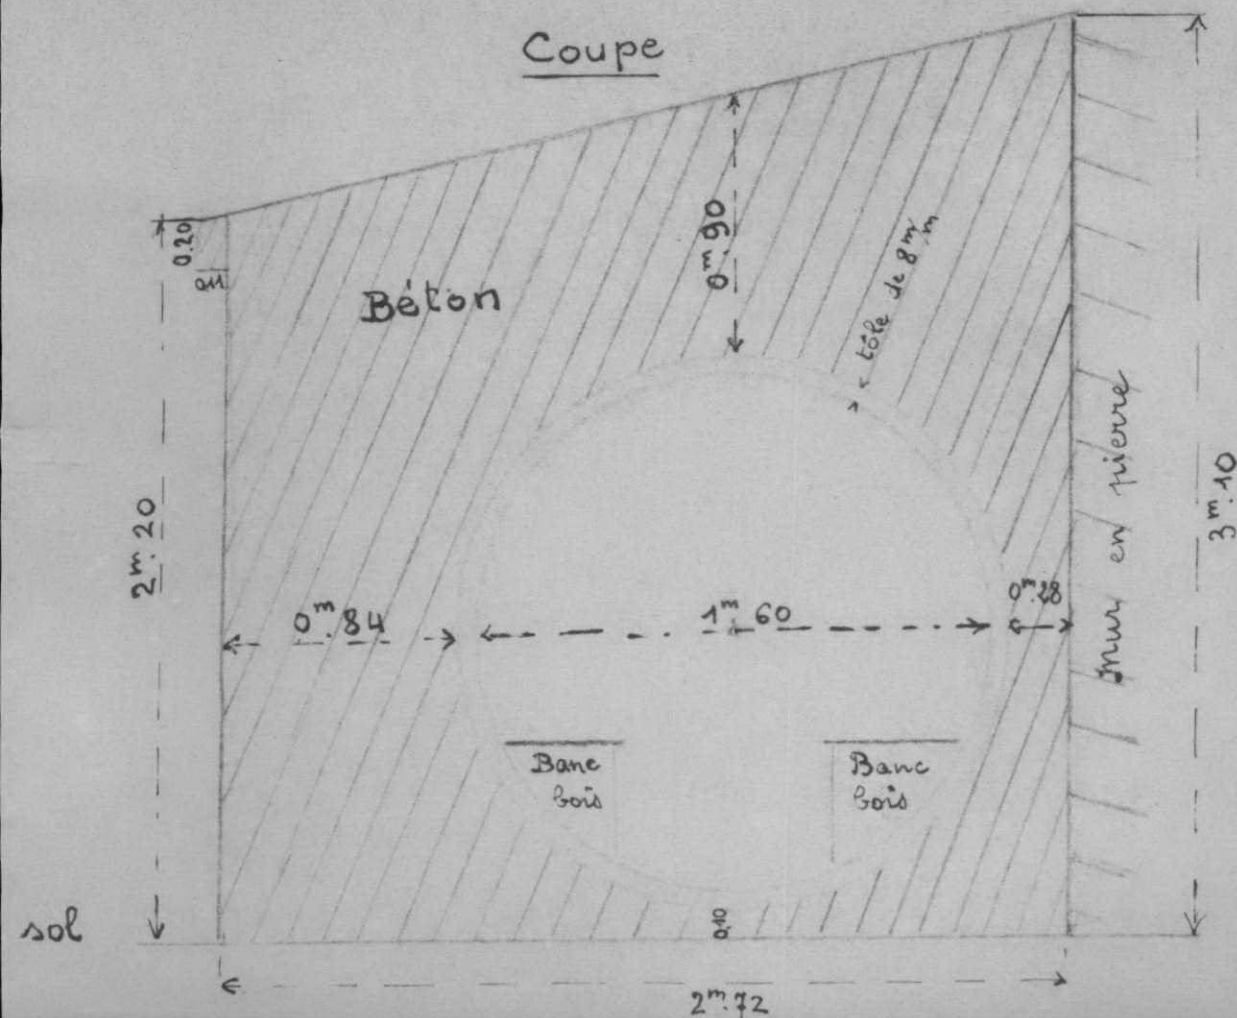 Coupe
0.20
0.11
Béton
0m.90
tôle de 8m/m
2m.20
0m.84
1m.60
0m.28
mur en pierre
3m.10
Banc
bois
Banc
bois
sol
0.10
2m.72